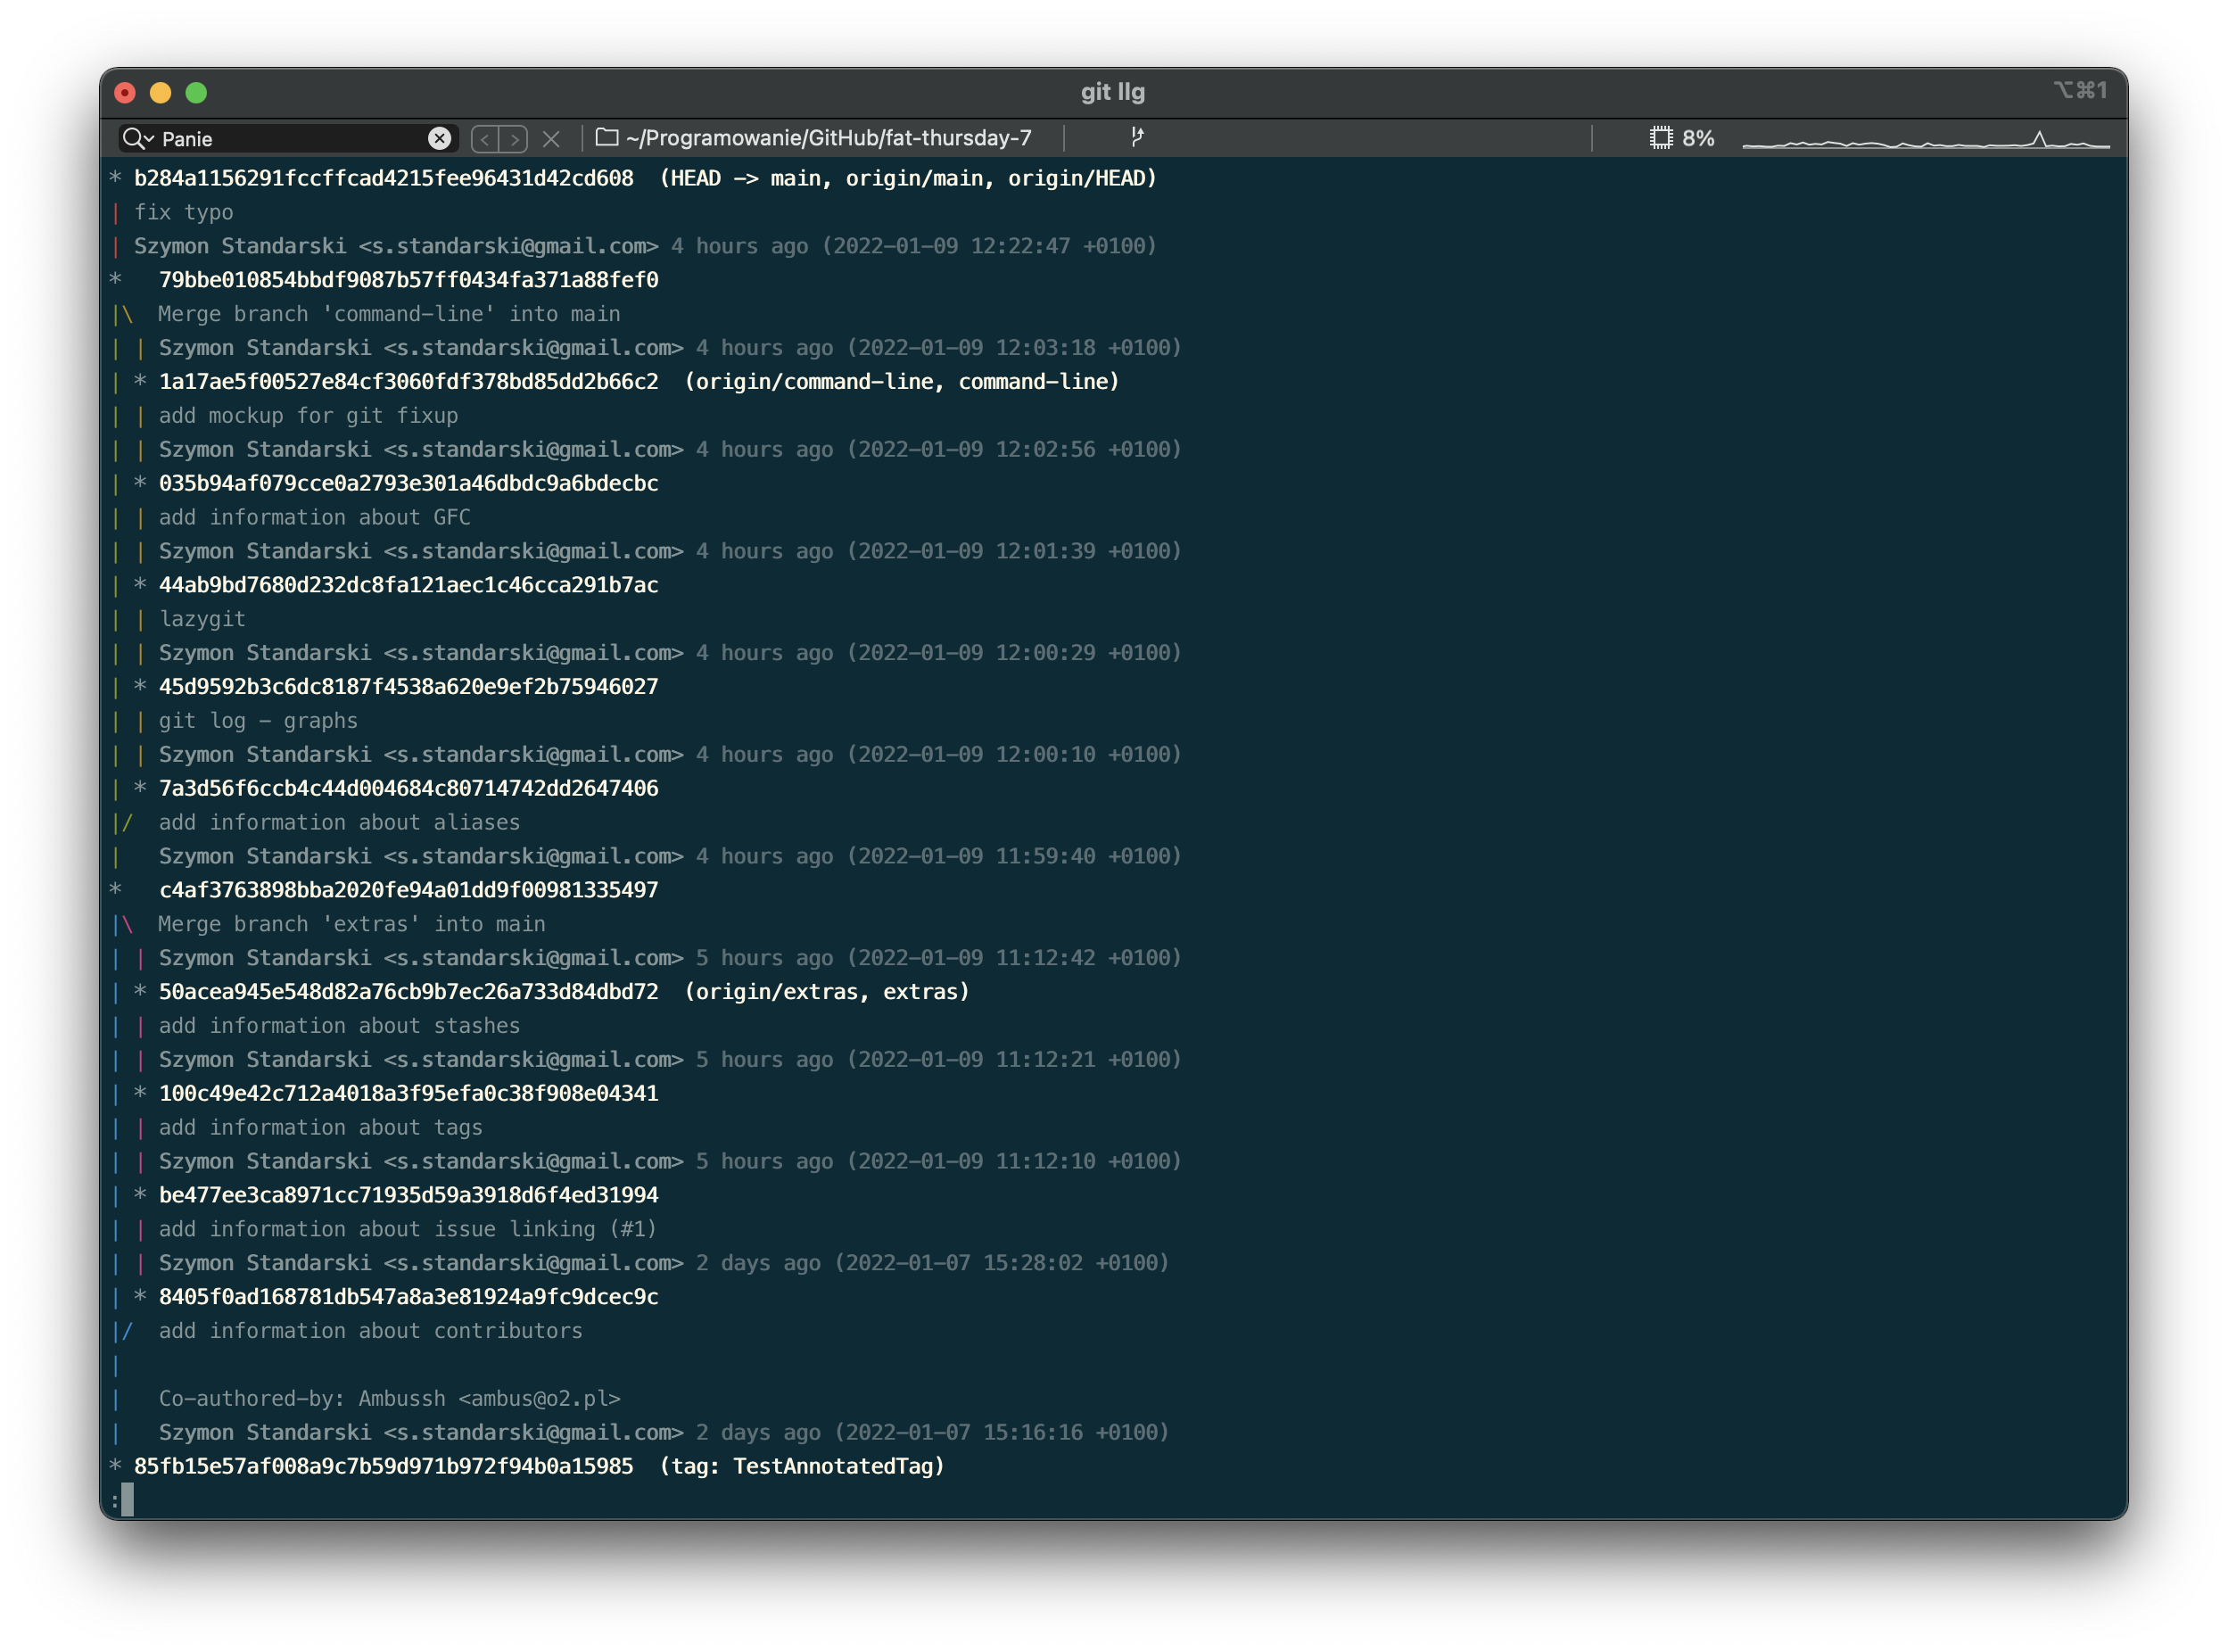 git llg
⌥⌘1
Panie
~/Programowanie/GitHub/fat-thursday-7
8%
* b284a1156291fccffcad4215fee96431d42cd608  (HEAD -> main, origin/main, origin/HEAD)
| fix typo
| Szymon Standarski <s.standarski@gmail.com> 4 hours ago (2022-01-09 12:22:47 +0100)
*   79bbe010854bbdf9087b57ff0434fa371a88fef0
|\  Merge branch 'command-line' into main
| | Szymon Standarski <s.standarski@gmail.com> 4 hours ago (2022-01-09 12:03:18 +0100)
| * 1a17ae5f00527e84cf3060fdf378bd85dd2b66c2  (origin/command-line, command-line)
| | add mockup for git fixup
| | Szymon Standarski <s.standarski@gmail.com> 4 hours ago (2022-01-09 12:02:56 +0100)
| * 035b94af079cce0a2793e301a46dbdc9a6bdecbc
| | add information about GFC
| | Szymon Standarski <s.standarski@gmail.com> 4 hours ago (2022-01-09 12:01:39 +0100)
| * 44ab9bd7680d232dc8fa121aec1c46cca291b7ac
| | lazygit
| | Szymon Standarski <s.standarski@gmail.com> 4 hours ago (2022-01-09 12:00:29 +0100)
| * 45d9592b3c6dc8187f4538a620e9ef2b75946027
| | git log - graphs
| | Szymon Standarski <s.standarski@gmail.com> 4 hours ago (2022-01-09 12:00:10 +0100)
| * 7a3d56f6ccb4c44d004684c80714742dd2647406
|/  add information about aliases
|   Szymon Standarski <s.standarski@gmail.com> 4 hours ago (2022-01-09 11:59:40 +0100)
*   c4af3763898bba2020fe94a01dd9f00981335497
|\  Merge branch 'extras' into main
| | Szymon Standarski <s.standarski@gmail.com> 5 hours ago (2022-01-09 11:12:42 +0100)
| * 50acea945e548d82a76cb9b7ec26a733d84dbd72  (origin/extras, extras)
| | add information about stashes
| | Szymon Standarski <s.standarski@gmail.com> 5 hours ago (2022-01-09 11:12:21 +0100)
| * 100c49e42c712a4018a3f95efa0c38f908e04341
| | add information about tags
| | Szymon Standarski <s.standarski@gmail.com> 5 hours ago (2022-01-09 11:12:10 +0100)
| * be477ee3ca8971cc71935d59a3918d6f4ed31994
| | add information about issue linking (#1)
| | Szymon Standarski <s.standarski@gmail.com> 2 days ago (2022-01-07 15:28:02 +0100)
| * 8405f0ad168781db547a8a3e81924a9fc9dcec9c
|/  add information about contributors
|
|   Co-authored-by: Ambussh <ambus@o2.pl>
|   Szymon Standarski <s.standarski@gmail.com> 2 days ago (2022-01-07 15:16:16 +0100)
* 85fb15e57af008a9c7b59d971b972f94b0a15985  (tag: TestAnnotatedTag)
: